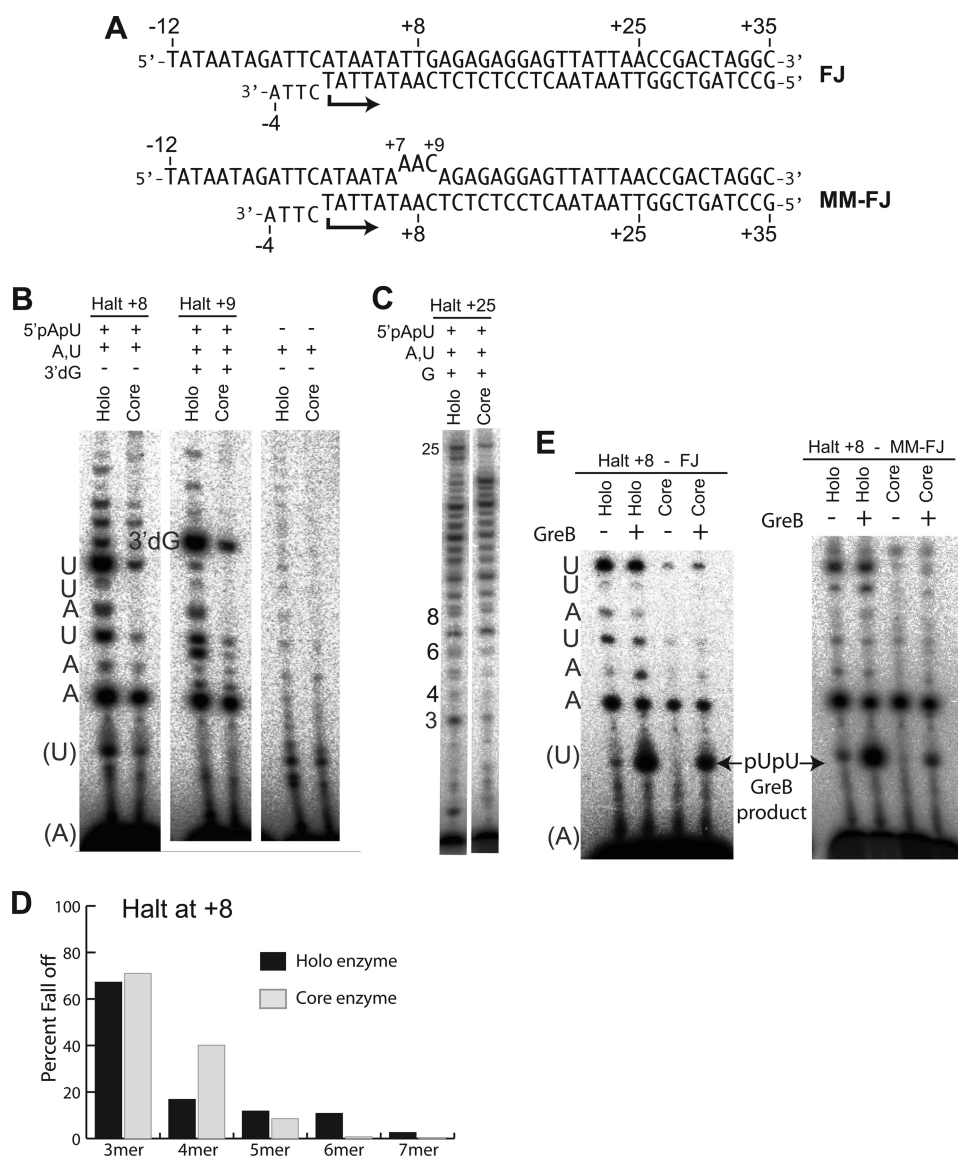 A
-12 +8 +25 +35
5'-TATAATAGATTCATAATATTGAGAGAGGAGTTATTAACCGACTAGGC-3'
TATTATAACTCTCTCCTCAATAATTGGCTGATCCG-5'
3'-ATTC
-4
FJ
-12 +7 +9
AAC
5'-TATAATAGATTCATAATA AGAGAGGAGTTATTAACCGACTAGGC-3'
TATTATAACTCTCTCCTCAATAATTGGCTGATCCG-5'
3'-ATTC
-4 +8 +25 +35
MM-FJ
B
Halt +8 Halt +9
5'pApU + + + + - -
A,U + + + + + +
3'dG - - + +
Holo Core Holo Core Holo Core
3'dG
U
U
A
U
A
A
(U)
(A)
C
Halt +25
5'pApU + +
A,U + +
G + +
Holo Core
25
8
6
4
3
E
Halt +8 - FJ
Holo Holo Core Core
GreB - + - +
U
U
A
U
A
A
(U)
(A)
pUpU
GreB
product
Halt +8 - MM-FJ
Holo Holo Core Core
GreB - + - +
D
Halt at +8
Percent Fall off
100
80
60
40
20
0
Holo enzyme
Core enzyme
3mer 4mer 5mer 6mer 7mer